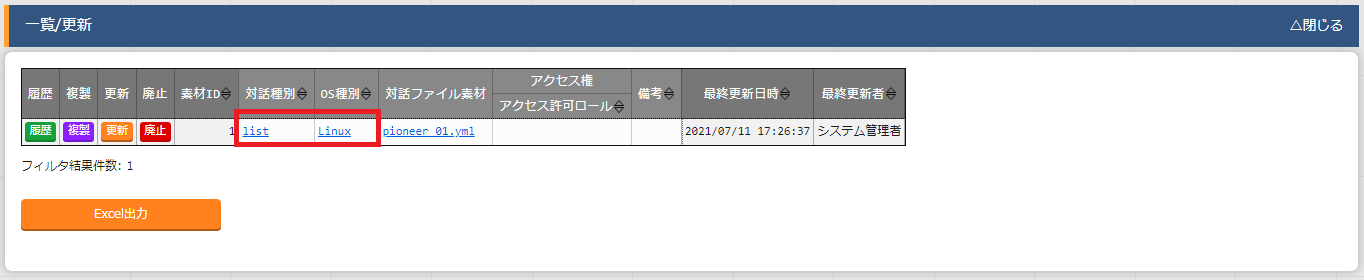 一覧/更新 △閉じる
履歴 複製 更新 廃止 素材ID 対話種別 OS種別 対話ファイル素材 アクセス権 備考 最終更新日時 最終更新者
アクセス許可ロール
履歴 複製 更新 廃止 1 list Linux pioneer_01.yml 2021/07/11 17:26:37 システム管理者
フィルタ結果件数: 1
Excel出力